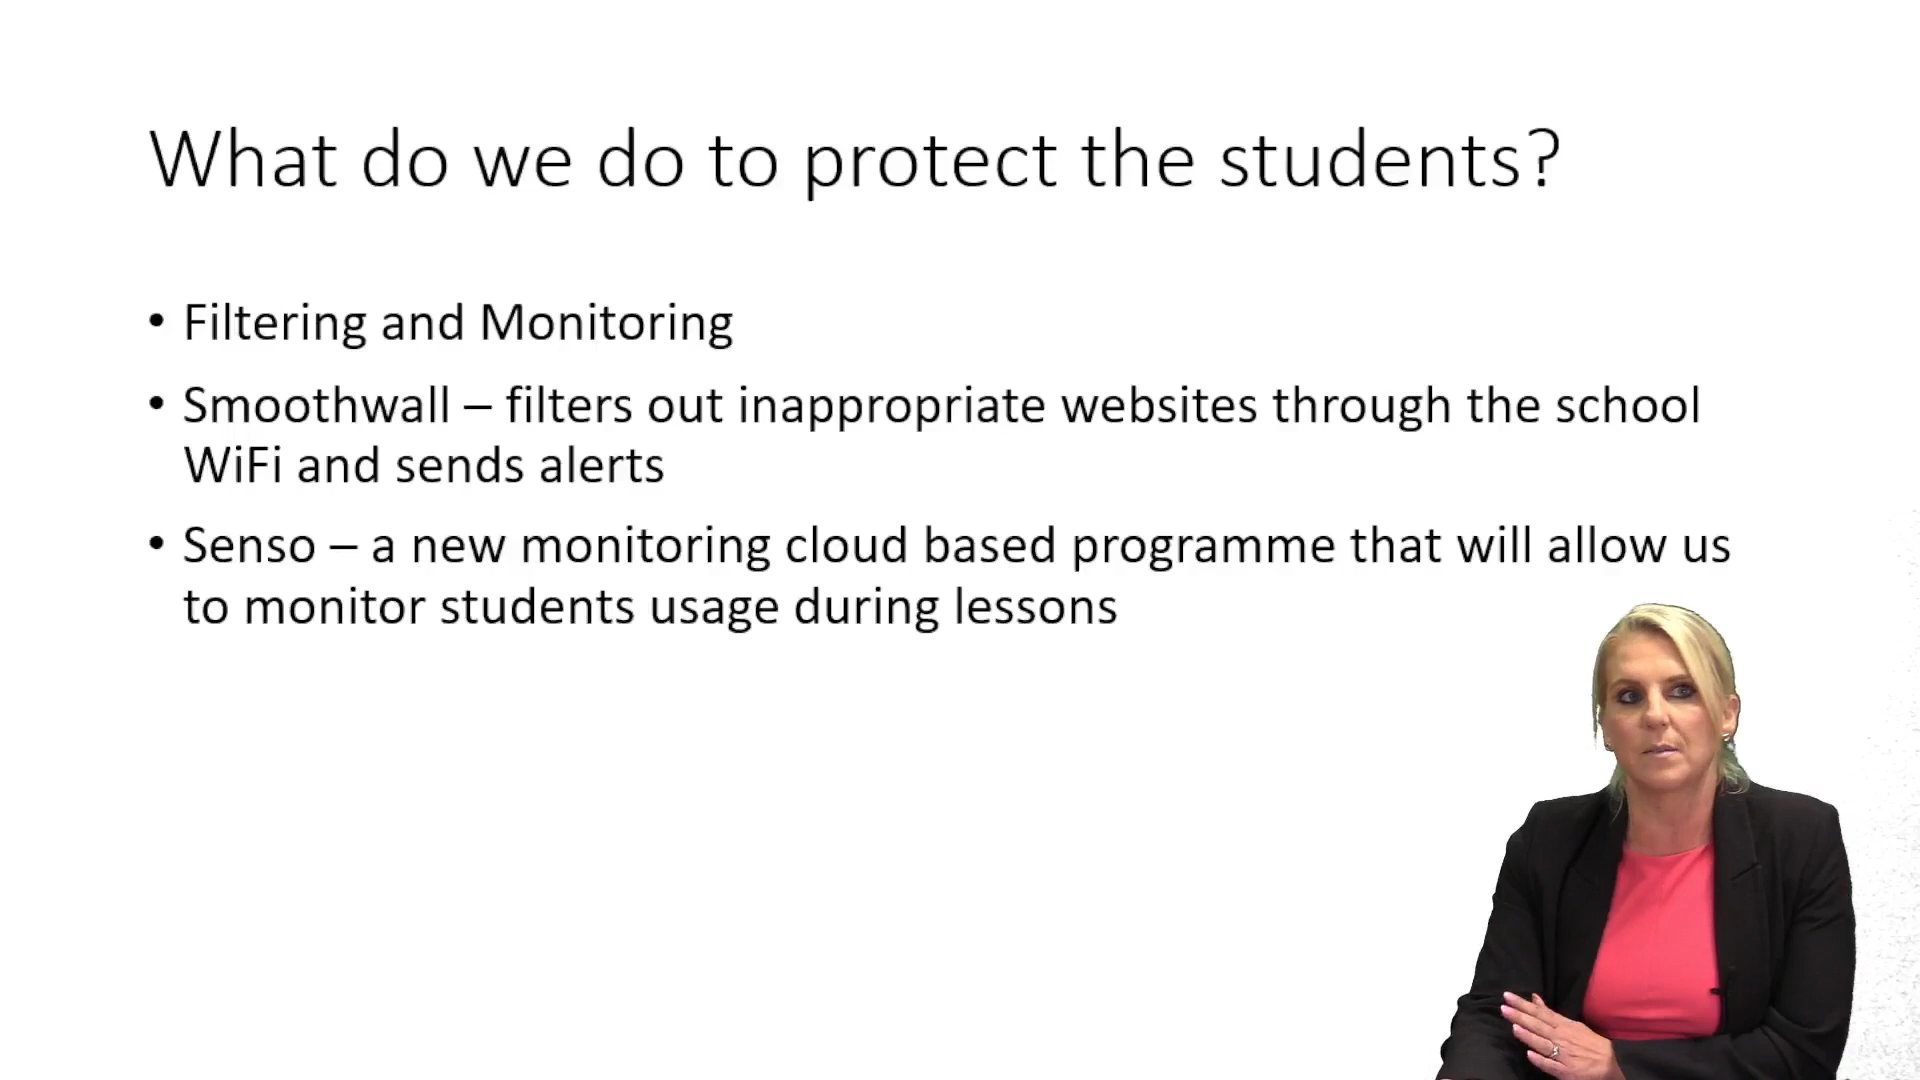 What do we do to protect the students?
• Filtering and Monitoring
• Smoothwall – filters out inappropriate websites through the school
WiFi and sends alerts
• Senso – a new monitoring cloud based programme that will allow us
to monitor students usage during lessons